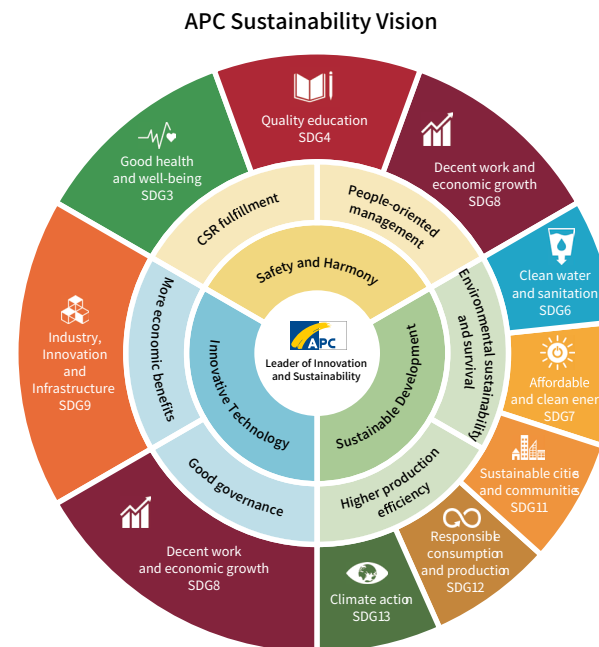 APC Sustainability Vision
Quality education
SDG4
Decent work and
economic growth
SDG8
Clean water
and sanitation
SDG6
Affordable
and clean ener
SDG7
Sustainable cities
and communities
SDG11
Responsible
consumption
and production
SDG12
Climate action
SDG13
Decent work
and economic growth
SDG8
Industry,
Innovation
and
Infrastructure
SDG9
Good health
and well-being
SDG3
CSR fulfillment
People-oriented
management
Environmental sustainability
and survival
Higher production
efficiency
Good governance
More economic benefits
Safety and Harmony
Sustainable Development
Innovative Technology
APC
Leader of Innovation
and Sustainability